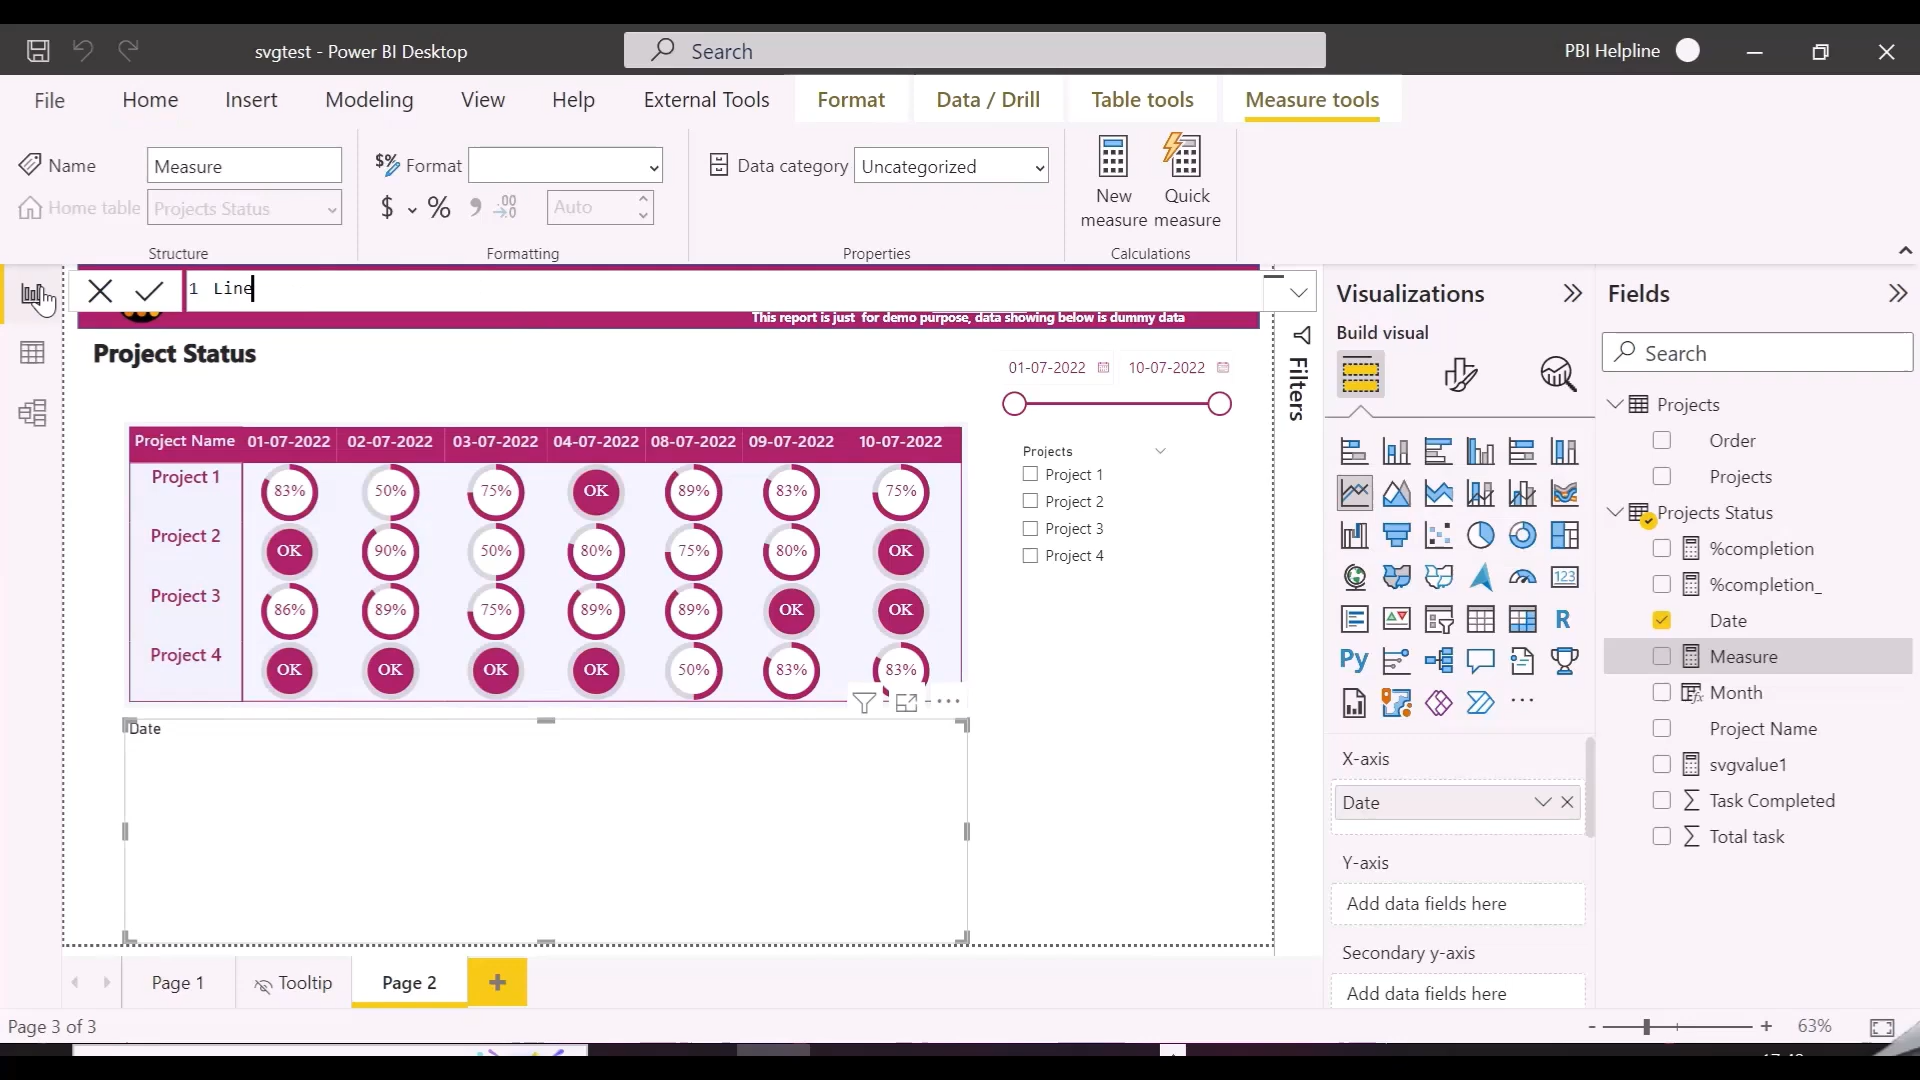 svgtest - Power BI Desktop
Search
PBI Helpline
File
Home
Insert
Modeling
View
Help
External Tools
Format
Data / Drill
Table tools
Measure tools
Name
Measure
Home table
Projects Status
Structure
$% Format
$ % 9 .00
Auto
Formatting
Data category
Uncategorized
Properties
New measure
Quick measure
Calculations
1 Line
This report is just for demo purpose, data showing below is dummy data
Project Status
01-07-2022
10-07-2022
Project Name 01-07-2022 02-07-2022 03-07-2022 04-07-2022 08-07-2022 09-07-2022 10-07-2022
Project 1 83% 50% 75% OK 89% 83% 75%
Project 2 OK 90% 50% 80% 75% 80% OK
Project 3 86% 89% 75% 89% 89% OK OK
Project 4 OK OK OK OK 50% 83% 83%
Projects
Project 1
Project 2
Project 3
Project 4
Date
Filters
Visualizations
Build visual
123
R
Py
X-axis
Date
Y-axis
Add data fields here
Secondary y-axis
Add data fields here
Fields
Search
Projects
Order
Projects
Projects Status
%completion
%completion_
Date
Measure
Month
Project Name
svgvalue1
Task Completed
Total task
Page 1
Tooltip
Page 2
Page 3 of 3
- + 63%